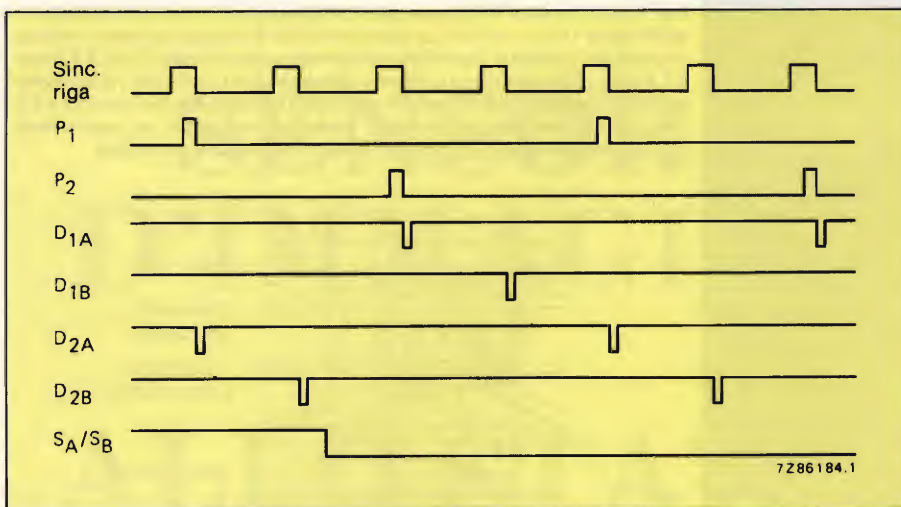 Sinc.
riga
P1
P2
D1A
D1B
D2A
D2B
SA/SB
7Z86184.1